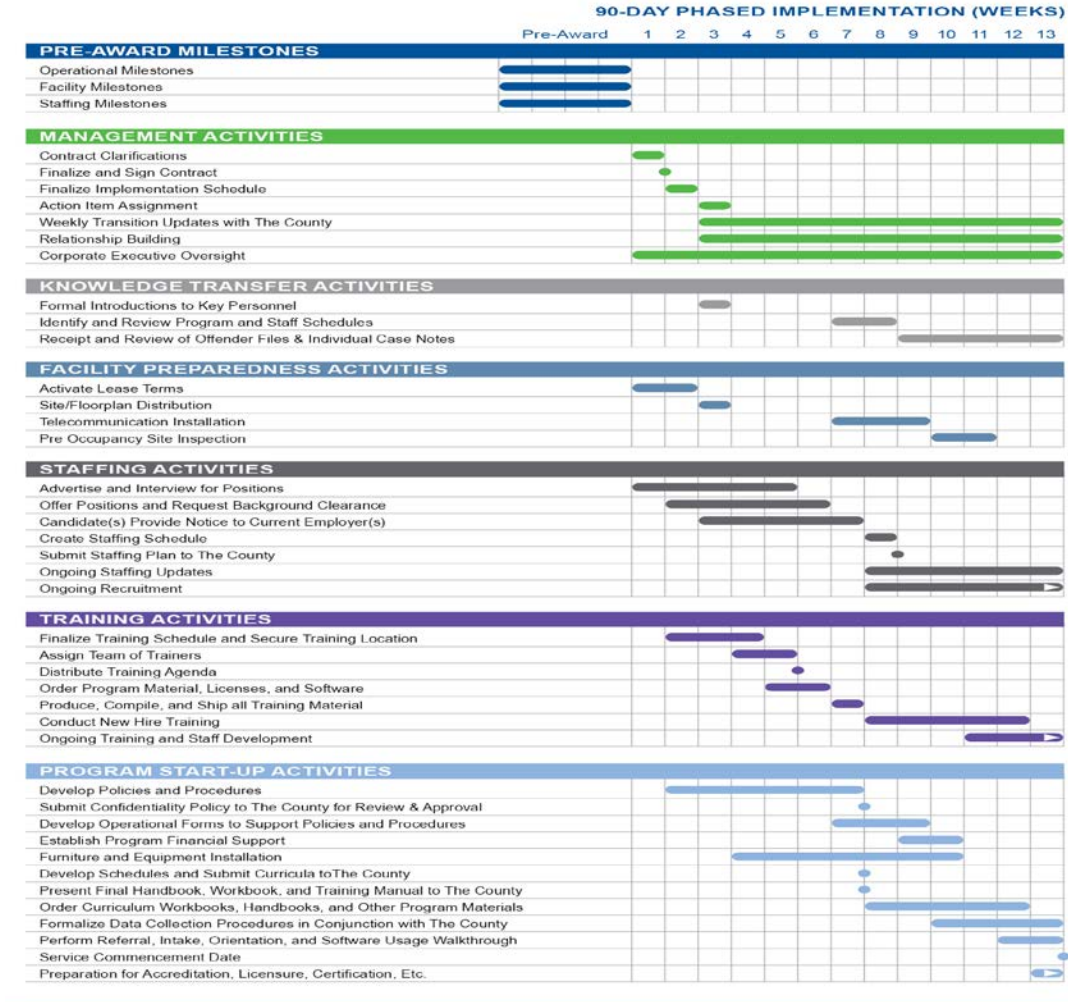 90-DAY PHASED IMPLEMENTATION (WEEKS)
Pre-Award 1 2 3 4 5 6 7 8 9 10 11 12 13
PRE-AWARD MILESTONES
Operational Milestones
Facility Milestones
Staffing Milestones
MANAGEMENT ACTIVITIES
Contract Clarifications
Finalize and Sign Contract
Finalize Implementation Schedule
Action Item Assignment
Weekly Transition Updates with The County
Relationship Building
Corporate Executive Oversight
KNOWLEDGE TRANSFER ACTIVITIES
Formal Introductions to Key Personnel
Identify and Review Program and Staff Schedules
Receipt and Review of Offender Files & Individual Case Notes
FACILITY PREPAREDNESS ACTIVITIES
Activate Lease Terms
Site/Floorplan Distribution
Telecommunication Installation
Pre Occupancy Site Inspection
STAFFING ACTIVITIES
Advertise and Interview for Positions
Offer Positions and Request Background Clearance
Candidate(s) Provide Notice to Current Employer(s)
Create Staffing Schedule
Submit Staffing Plan to The County
Ongoing Staffing Updates
Ongoing Recruitment
TRAINING ACTIVITIES
Finalize Training Schedule and Secure Training Location
Assign Team of Trainers
Distribute Training Agenda
Order Program Material, Licenses, and Software
Produce, Compile, and Ship all Training Material
Conduct New Hire Training
Ongoing Training and Staff Development
PROGRAM START-UP ACTIVITIES
Develop Policies and Procedures
Submit Confidentiality Policy to The County for Review & Approval
Develop Operational Forms to Support Policies and Procedures
Establish Program Financial Support
Furniture and Equipment Installation
Develop Schedules and Submit Curricula toThe County
Present Final Handbook, Workbook, and Training Manual to The County
Order Curriculum Workbooks, Handbooks, and Other Program Materials
Formalize Data Collection Procedures in Conjunction with The County
Perform Referral, Intake, Orientation, and Software Usage Walkthrough
Service Commencement Date
Preparation for Accreditation, Licensure, Certification, Etc.